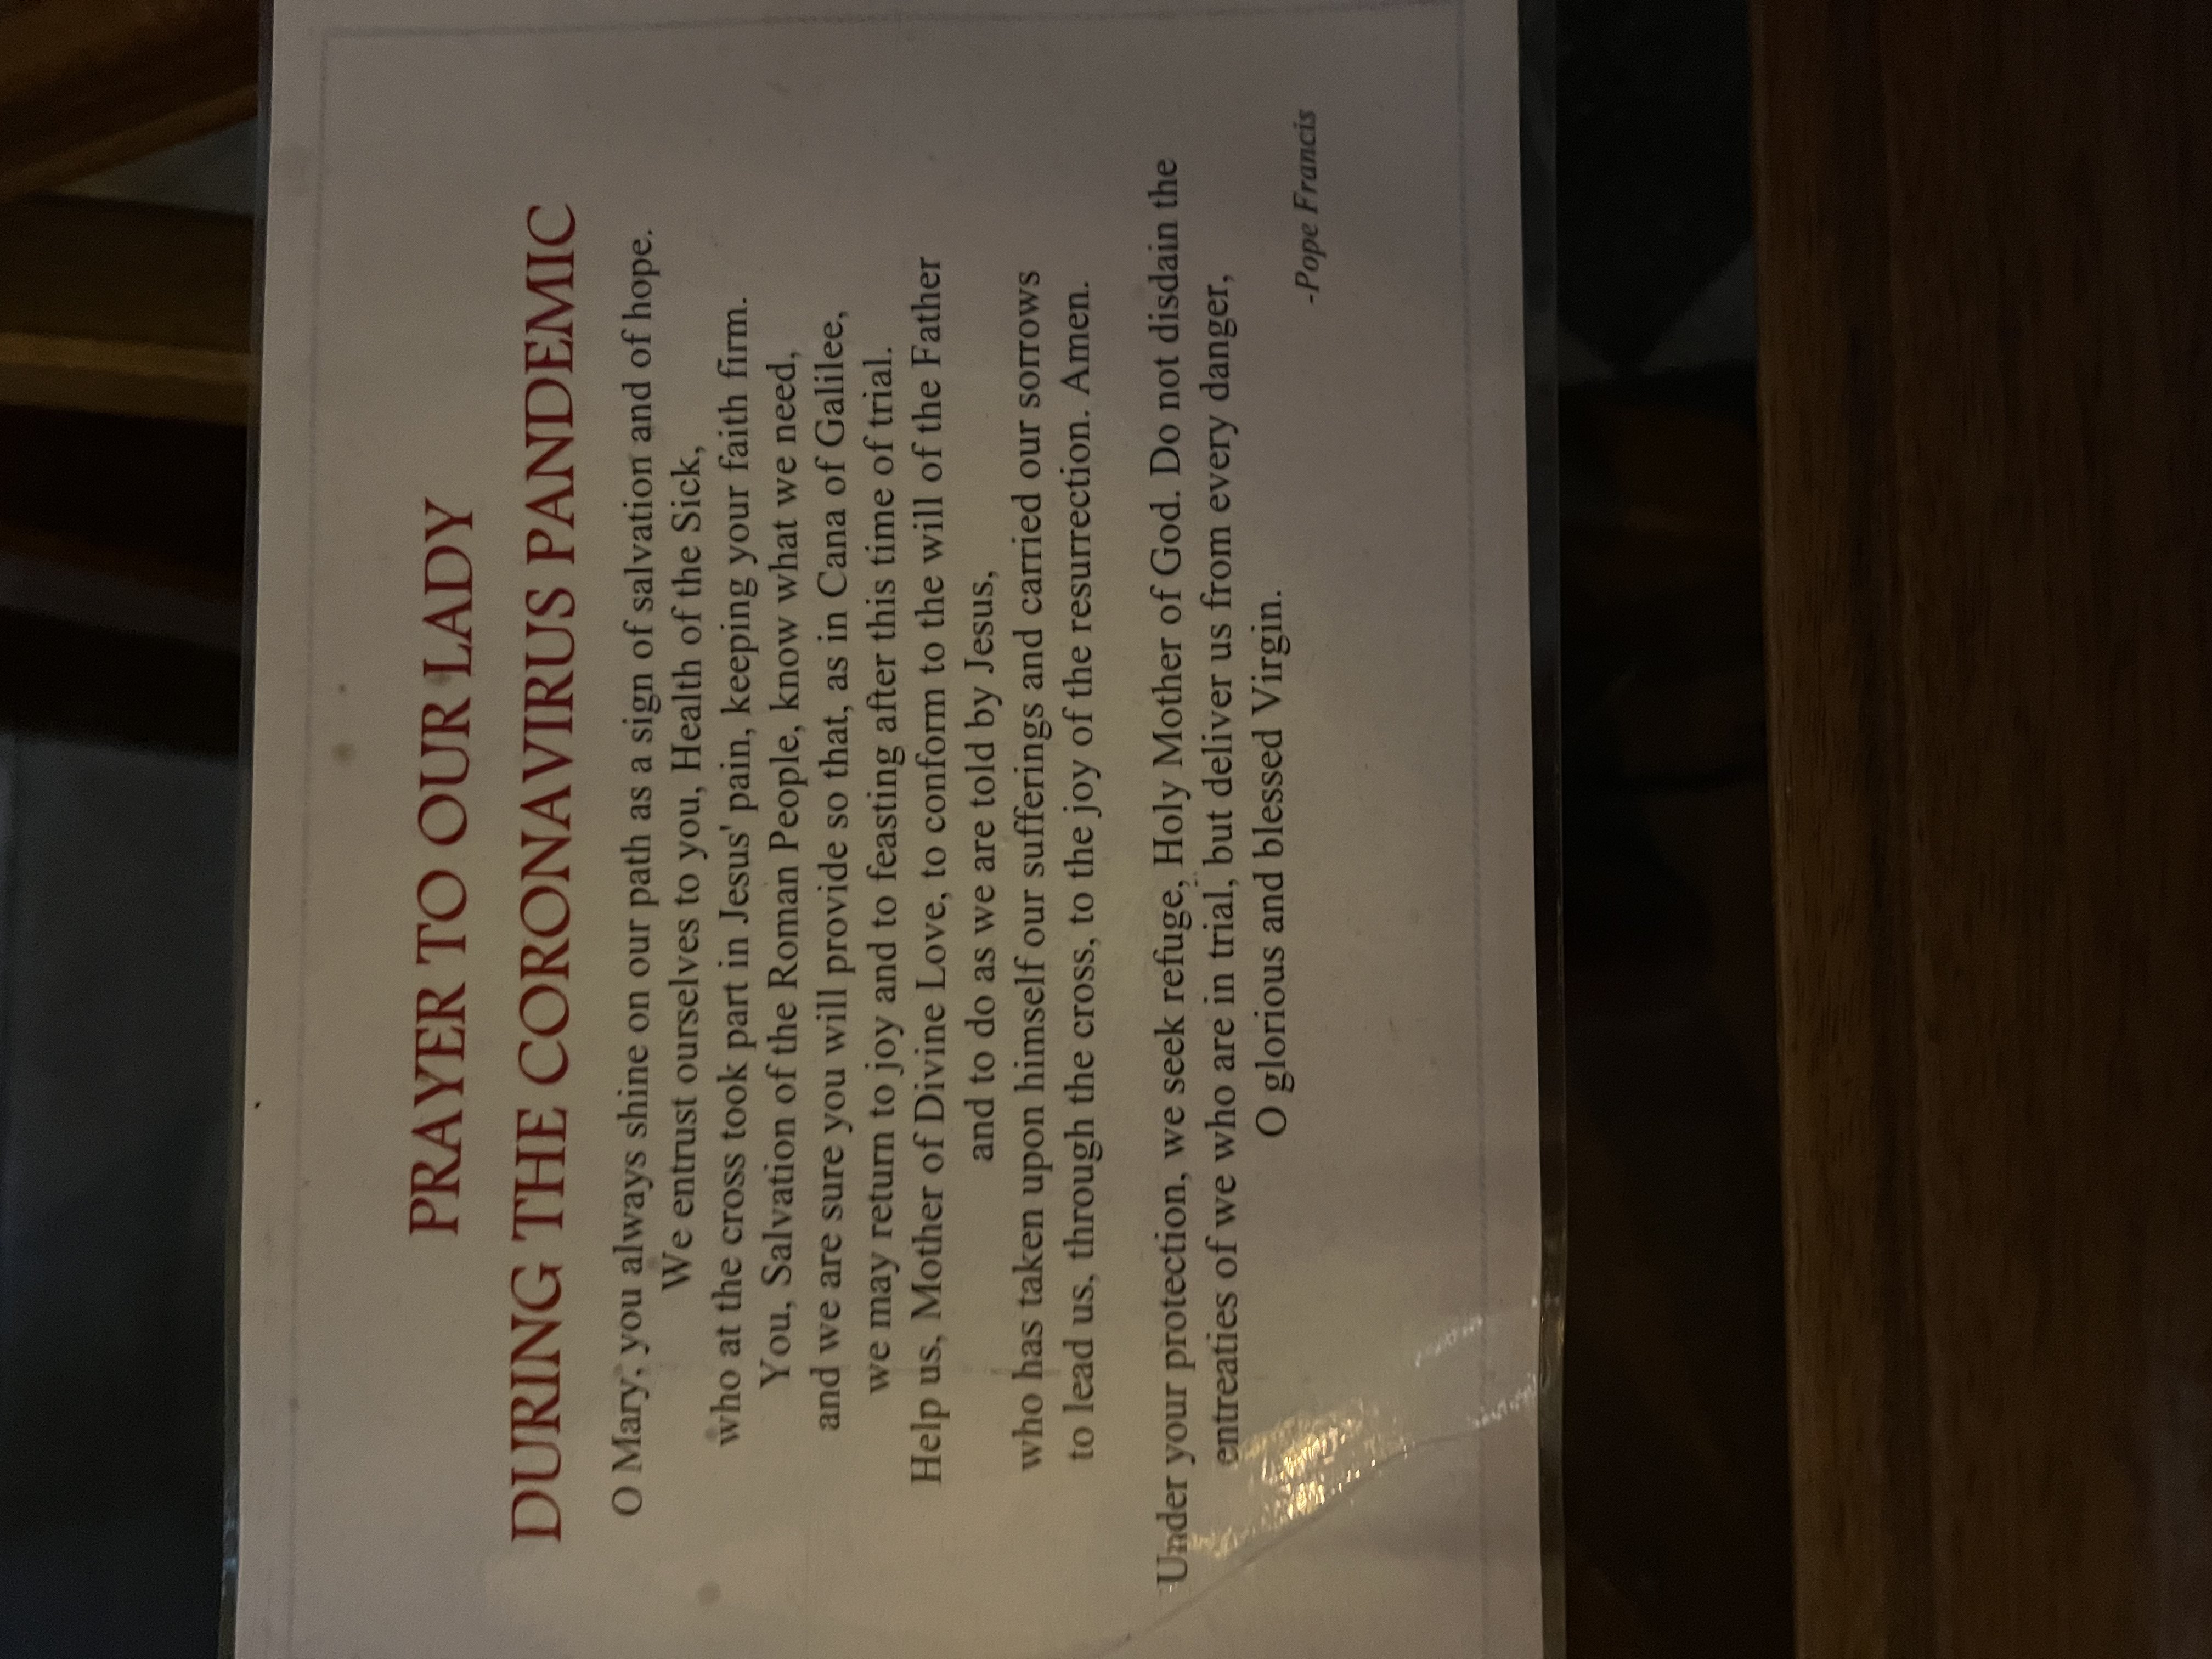 PRAYER TO OUR LADY
DURING THE CORONAVIRUS PANDEMIC
O Mary, you always shine on our path as a sign of salvation and of hope.
We entrust ourselves to you, Health of the Sick,
who at the cross took part in Jesus' pain, keeping your faith firm.
You, Salvation of the Roman People, know what we need,
and we are sure you will provide so that, as in Cana of Galilee,
we may return to joy and to feasting after this time of trial.
Help us, Mother of Divine Love, to conform to the will of the Father
and to do as we are told by Jesus,
who has taken upon himself our sufferings and carried our sorrows
to lead us, through the cross, to the joy of the resurrection. Amen.
Under your protection, we seek refuge, Holy Mother of God. Do not disdain the
entreaties of we who are in trial, but deliver us from every danger,
O glorious and blessed Virgin.
-Pope Francis